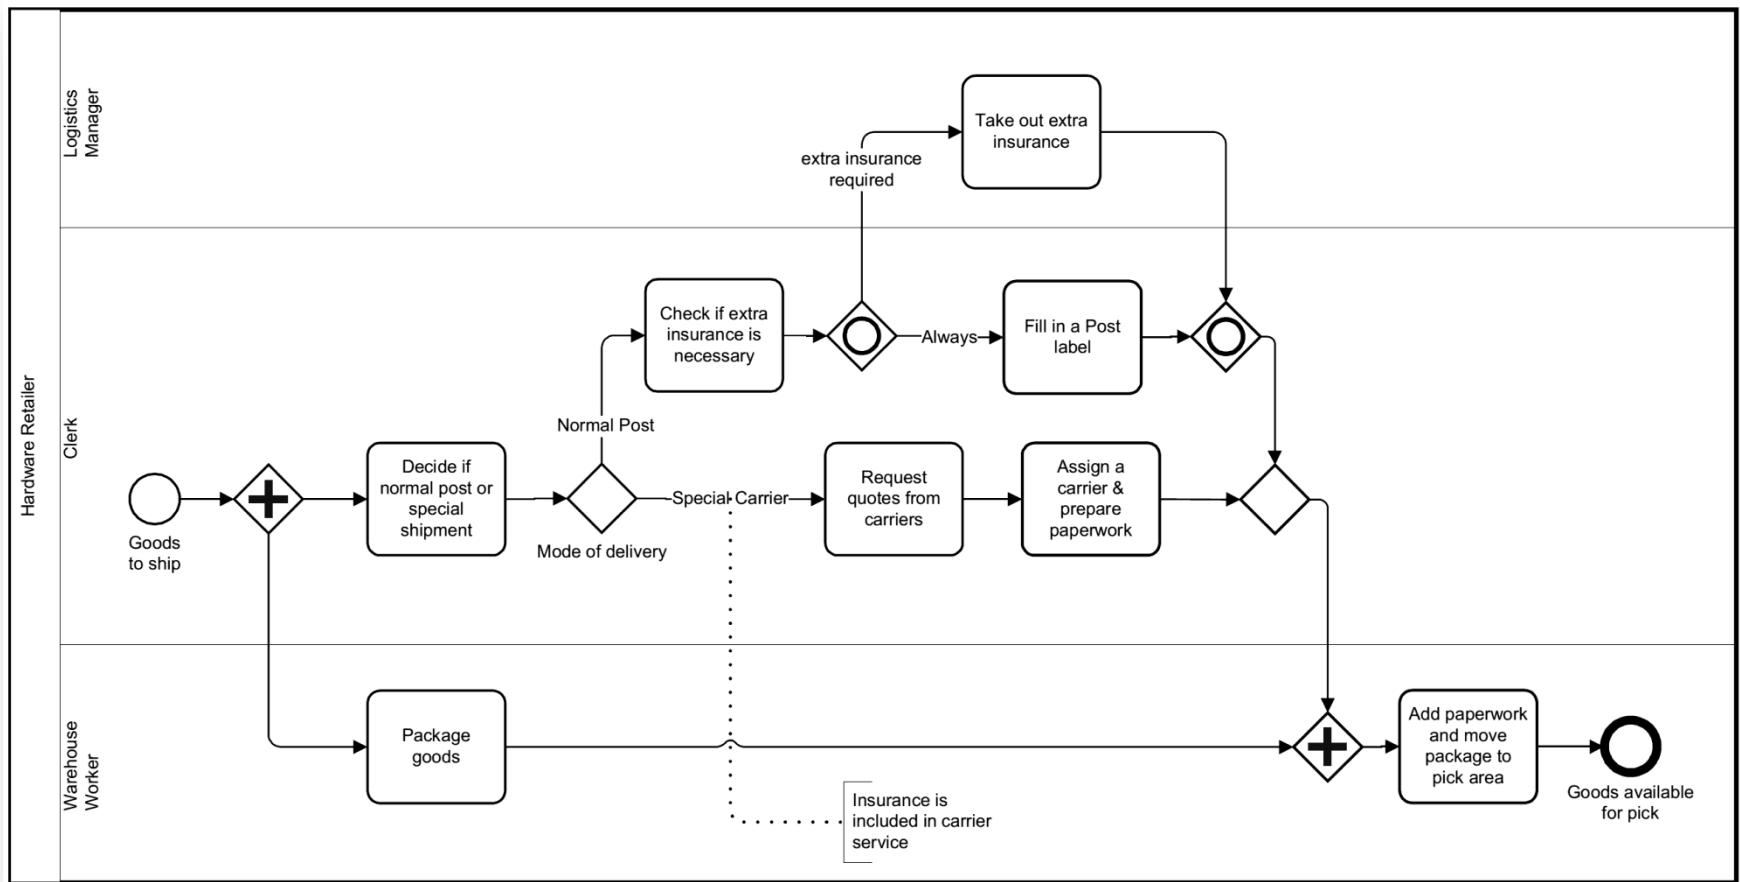 Hardware Retailer
Logistics
Manager
Take out extra
insurance
extra insurance
required
Clerk
Check if extra
insurance is
necessary
Always
Fill in a Post
label
Normal Post
Goods
to ship
Decide if
normal post or
special
shipment
Mode of delivery
Special Carrier
Request
quotes from
carriers
Assign a
carrier &
prepare
paperwork
Warehouse
Worker
Package
goods
Insurance is
included in carrier
service
Add paperwork
and move
package to
pick area
Goods available
for pick